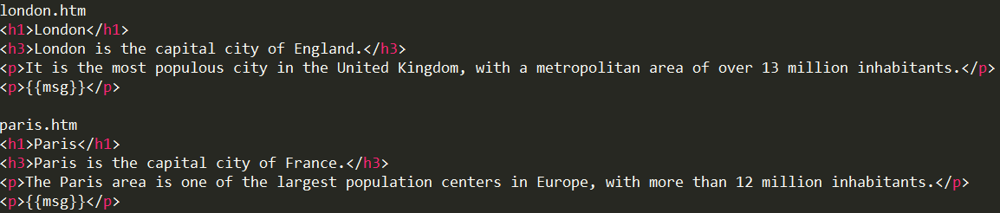 london.htm
<h1>London</h1>
<h3>London is the capital city of England.</h3>
<p>It is the most populous city in the United Kingdom, with a metropolitan area of over 13 million inhabitants.</p>
<p>{{msg}}</p>

paris.htm
<h1>Paris</h1>
<h3>Paris is the capital city of France.</h3>
<p>The Paris area is one of the largest population centers in Europe, with more than 12 million inhabitants.</p>
<p>{{msg}}</p>